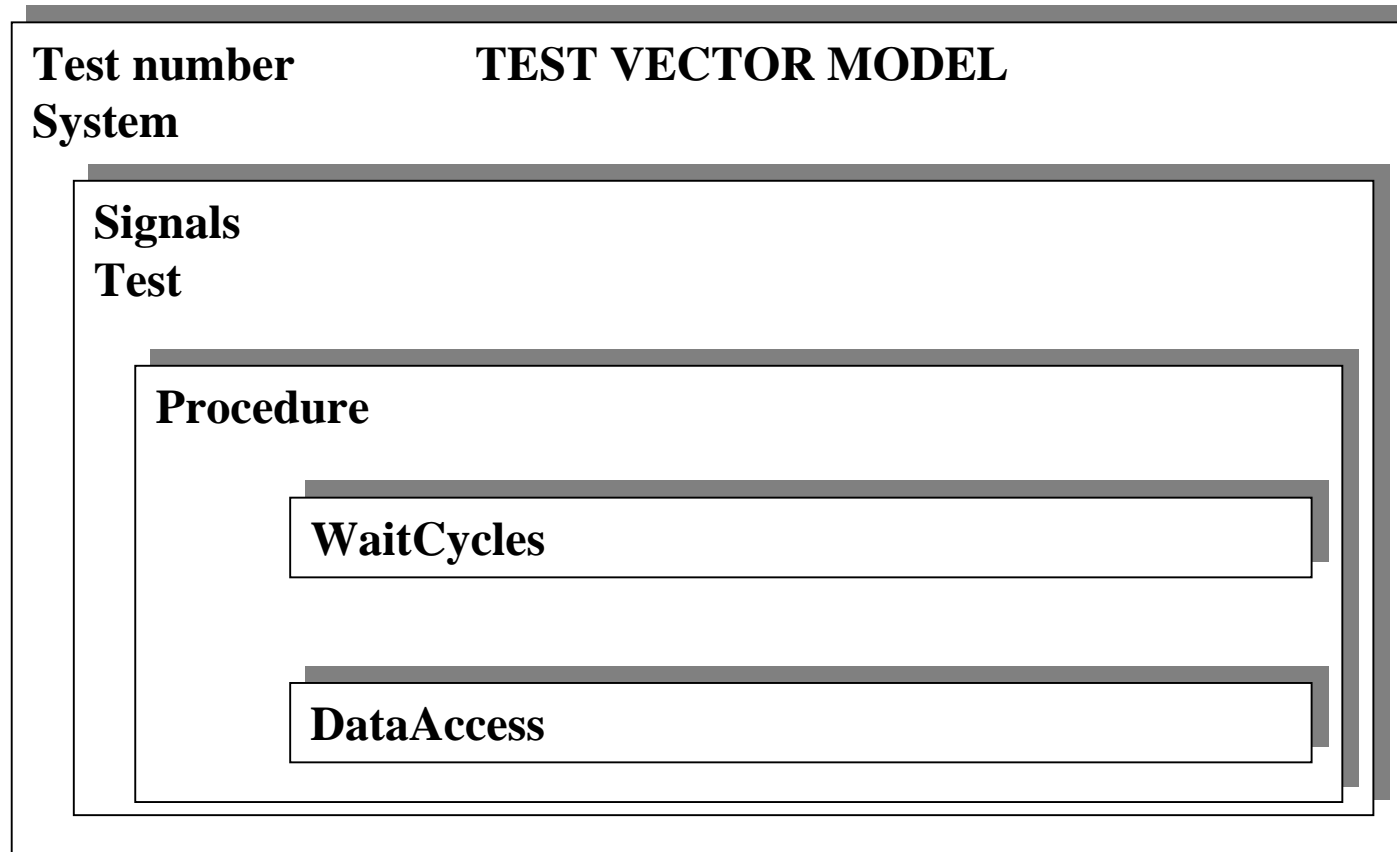 Test number TEST VECTOR MODEL
System
Signals
Test
Procedure
WaitCycles
DataAccess